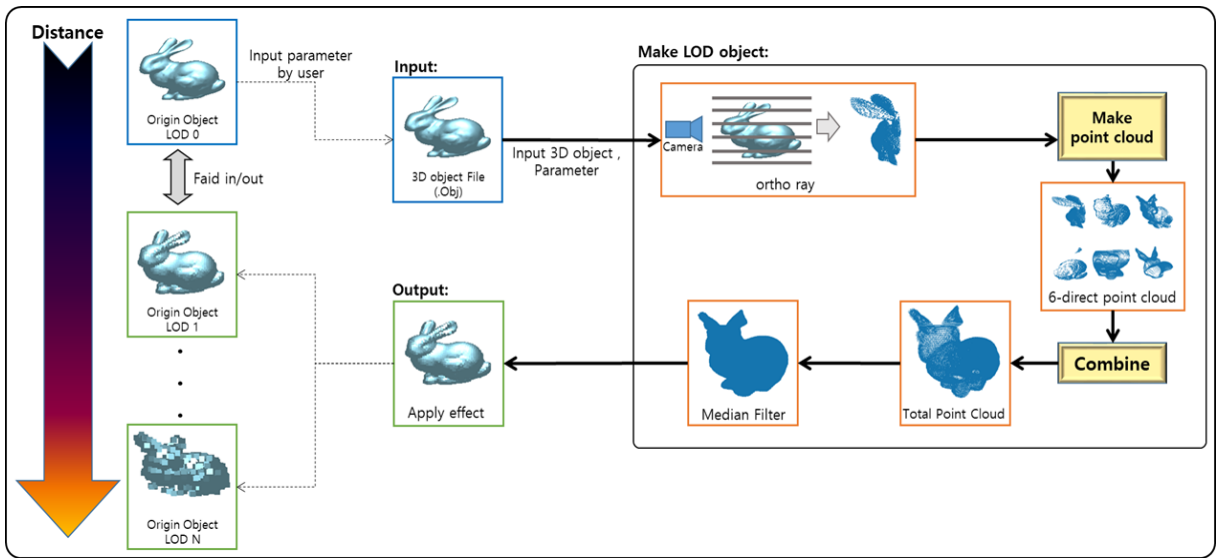 Distance
Origin Object
LOD 0
Input parameter
by user
Faid in/out
Origin Object
LOD 1
Origin Object
LOD N
Input:
3D object File
(.Obj)
Input 3D object ,
Parameter
Make LOD object:
Camera
ortho ray
Make
point cloud
6-direct point cloud
Combine
Total Point Cloud
Median Filter
Output:
Apply effect